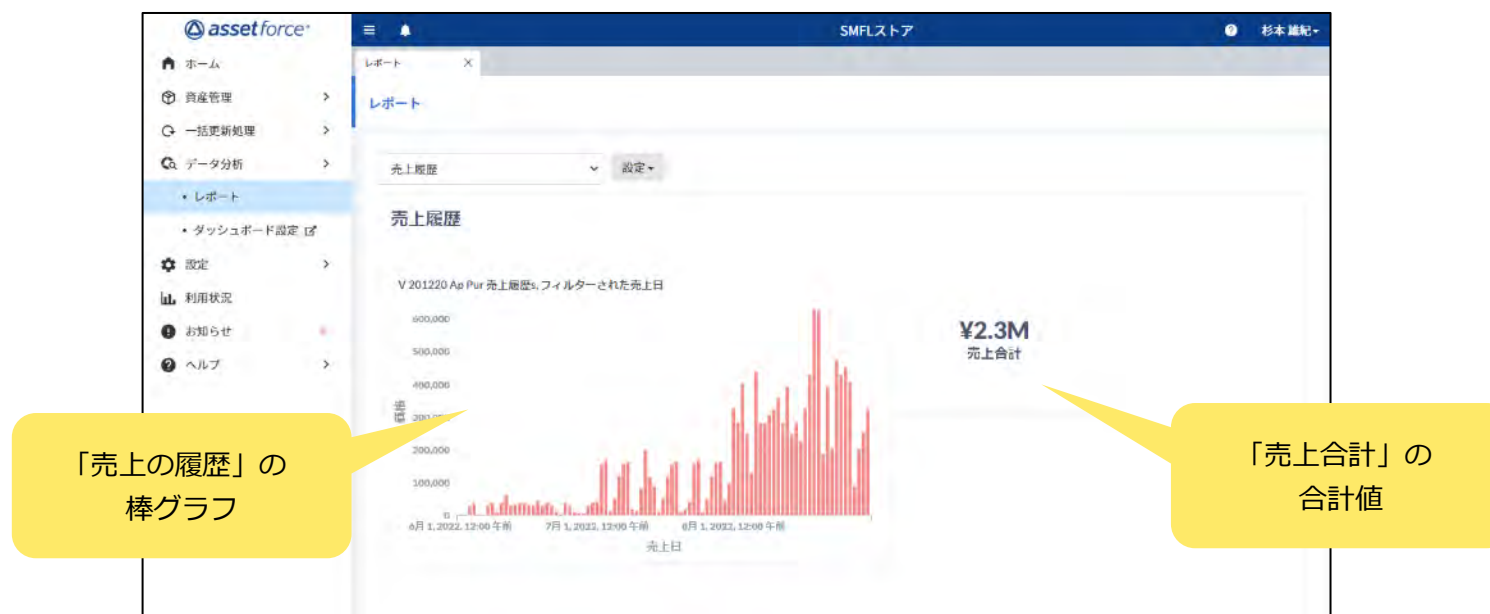 assetforce
SMFLストア
杉本 雄紀
ホーム
資産管理
一括更新処理
データ分析
レポート
ダッシュボード設定
設定
利用状況
お知らせ
ヘルプ
レポート ×
レポート
売上履歴
設定
売上履歴
V 201220 Ap Pur 売上履歴s, フィルターされた売上日
600,000
500,000
400,000
300,000
200,000
100,000
0
6月 1, 2022, 12:00 午前 7月 1, 2022, 12:00 午前 8月 1, 2022, 12:00 午前
売上日
¥2.3M
売上合計
「売上の履歴」の
棒グラフ
「売上合計」の
合計値